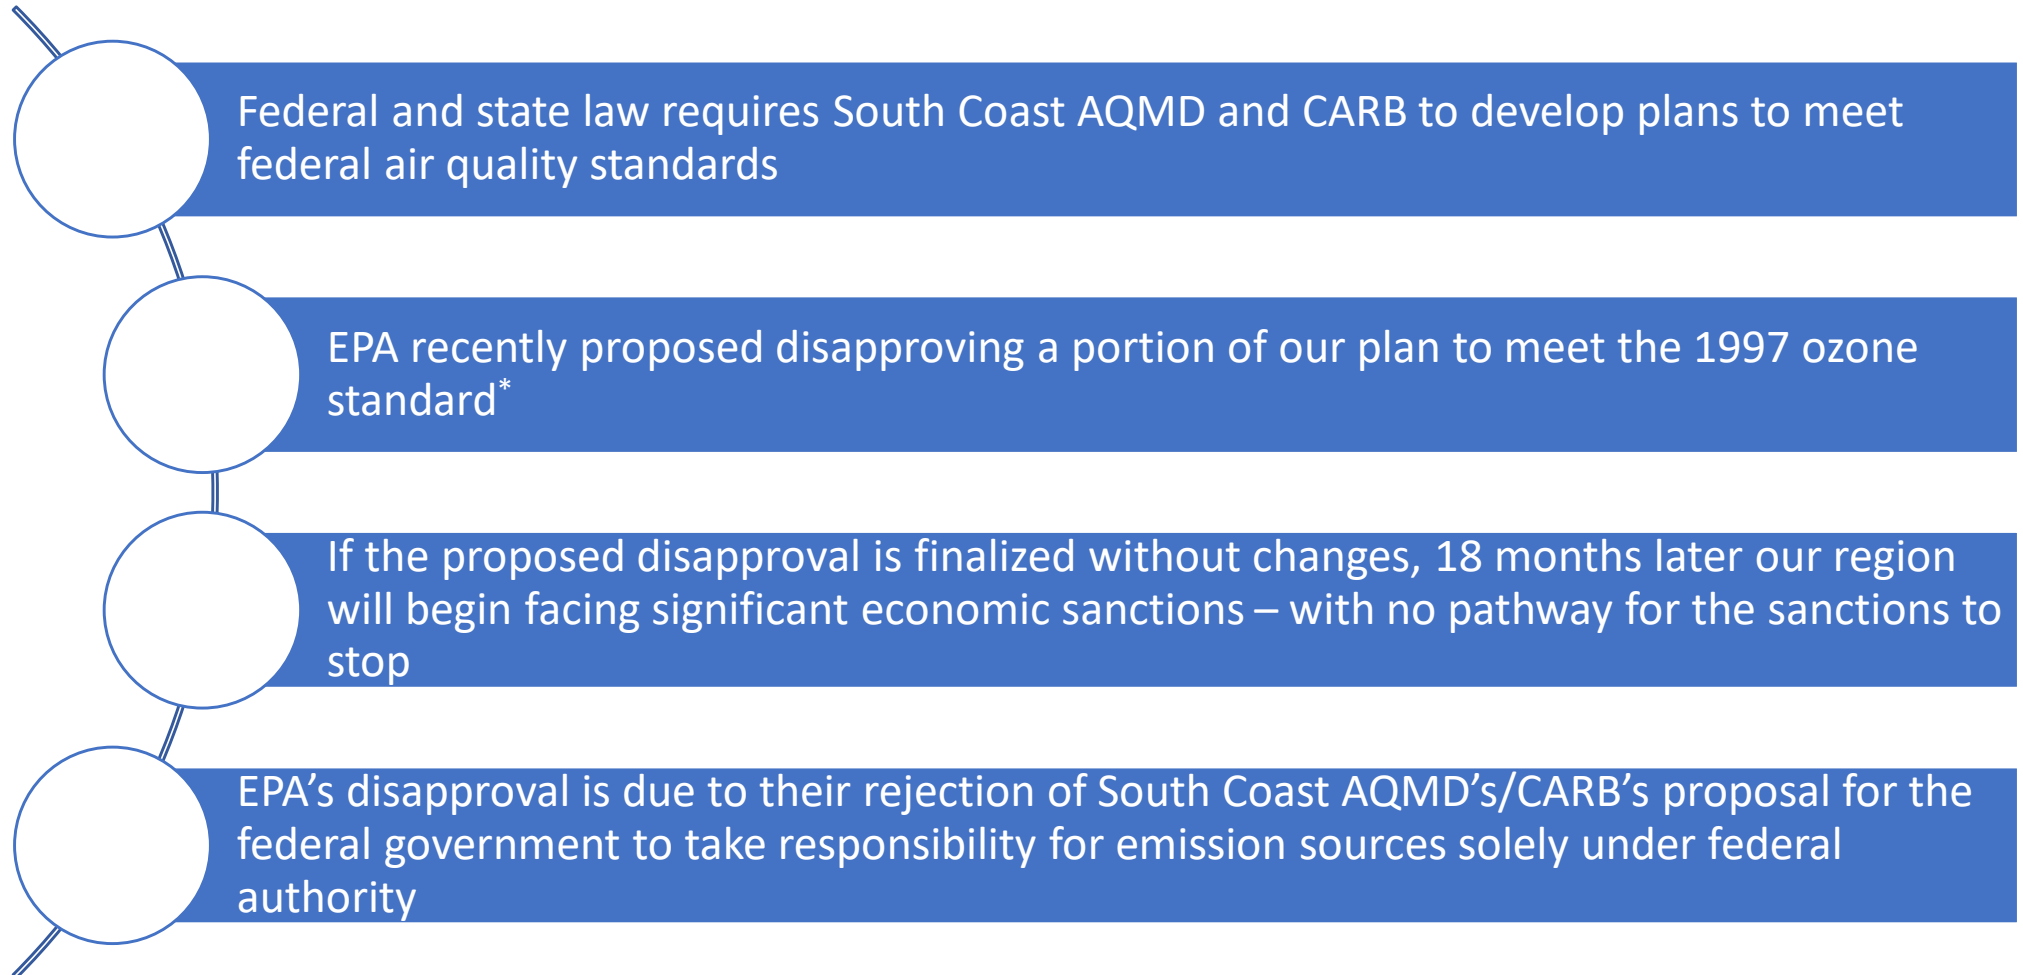 Federal and state law requires South Coast AQMD and CARB to develop plans to meet
federal air quality standards
EPA recently proposed disapproving a portion of our plan to meet the 1997 ozone
standard*
If the proposed disapproval is finalized without changes, 18 months later our region
will begin facing significant economic sanctions – with no pathway for the sanctions to
stop
EPA’s disapproval is due to their rejection of South Coast AQMD’s/CARB’s proposal for the
federal government to take responsibility for emission sources solely under federal
authority